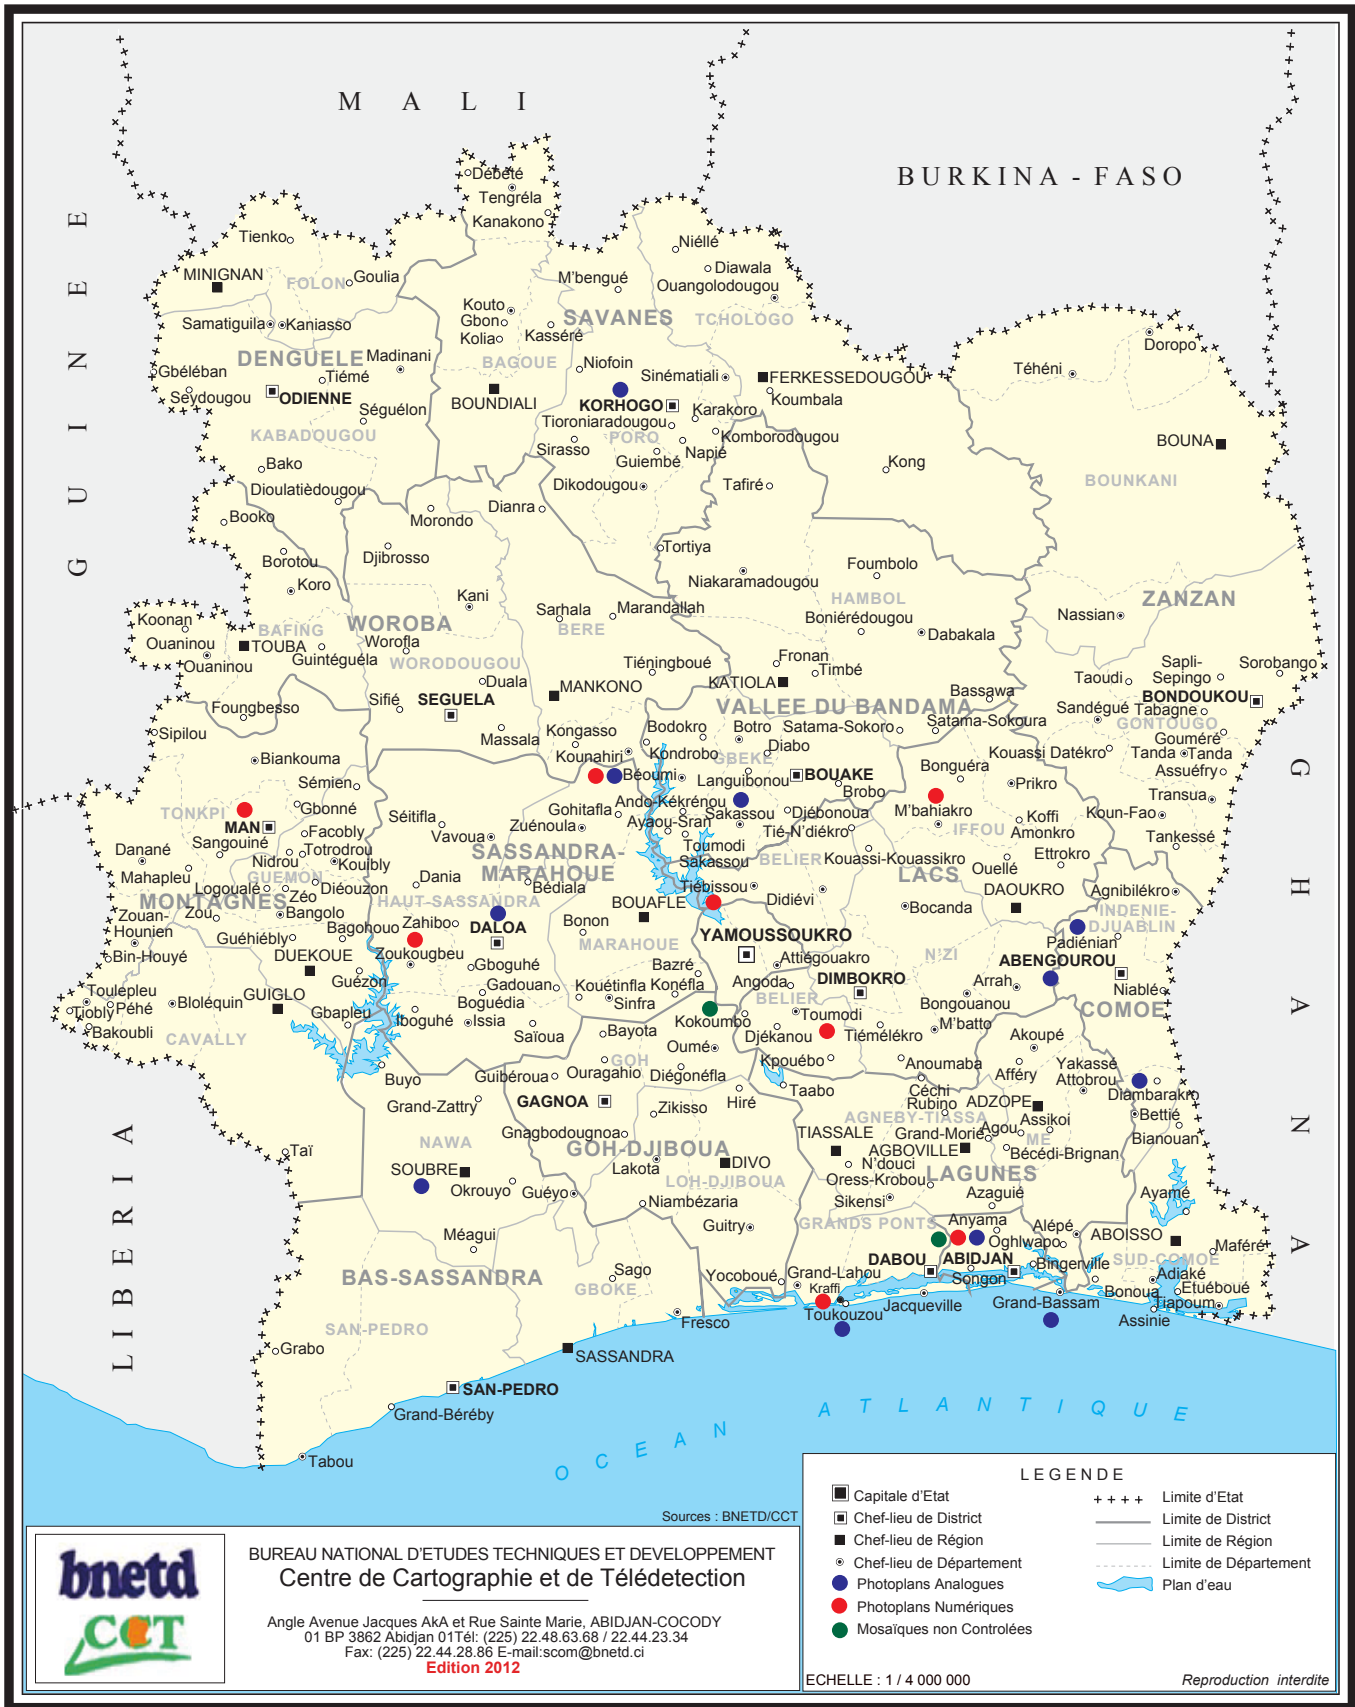 MALI
BURKINA - FASO
GUINEE
LIBERIA
GHANA
Débété
Tengréla
Kanakono
Tienko
MINIGNAN
FOLON
Goulia
Niéllé
Diawala
Ouangolodougou
M'bengué
Kouto
Gbon
Kolia
Kasséré
SAVANES
TCHOLOGO
Samatiguila
Kaniasso
DENGUELE
Madinani
BAGOUE
Niofoin
Sinématiali
FERKESSEDOUGOU
Koumbala
Téhéni
Doropo
Gbéléban
Seydougou
Tiémé
ODIENNE
Séguélon
BOUNDIALI
KORHOGO
Karakoro
Tioroniaradougou
PORO
Komborodougou
Sirasso
Guiembé
Napié
BOUNA
KABADOUGOU
Bako
Kong
BOUNKANI
Dioulatièdougou
Dikodougou
Tafiré
Booko
Morondo
Dianra
Borotou
Djibrosso
Tortiya
Foumbolo
Koro
Niakaramadougou
Kani
HAMBOL
ZANZAN
Koonan
BAFING
WOROBA
Sarhala
Marandallah
BERE
Boniérédougou
Nassian
Ouaninou
TOUBA
Worofla
Dabakala
Ouaninou
Guintéguéla
WORODOUGOU
Tiéningboué
Fronan
Timbé
Sapli-
Sepingo
Sorobango
Duala
MANKONO
KATIOLA
Bassawa
Taoudi
BONDOUKOU
Foungbesso
Sifié
SEGUELA
VALLEE DU BANDAMA
Sandégué
Tabagne
GONTOUGO
Sipilou
Massala
Kongasso
Bodokro
Botro
Satama-Sokoro
Satama-Sokoura
Gouméré
Biankouma
Kounahiri
Kondrobo
Diabo
GBEKE
Kouassi Datékro
Tanda
Tanda
Assuéfry
Sémien
Béoumi
Languibonou
BOUAKE
Brobo
Bonguéra
Prikro
Transua
TONKPI
Gbonné
Gohitafla
Ando-Kékrénou
Sakassou
Djébonoua
M'bahiakro
Koffi
Amonkro
Koun-Fao
MAN
Facobly
Séitifla
Zuénoula
Ayaou-Sran
Tié-N'diékro
IFFOU
Tankessé
Sangouiné
Totrodrou
Vavoua
Toumodi
Sakassou
BELIER
Kouassi-Kouassikro
Ouellé
Ettrokro
Danané
Nidrou
Kouibly
SASSANDRA-
MARAHOUE
LACS
Mahapleu
GUEMON
Logoualé
Diéouzon
Dania
Bédiala
Tiébissou
DAOUKRO
Agnibilékro
MONTAGNES
Zéo
HAUT-SASSANDRA
Didiévi
Bocanda
INDENIE-
DJUABLIN
Zouan-
Hounien
Zou
Bangolo
Zahibo
DALOA
BOUAFLE
Bonon
YAMOUSSOUKRO
Padiénian
Guéhiébly
Bagohouo
MARAHOUE
N'ZI
Bin-Houyé
DUEKOUE
Zoukougbeu
Gboguhé
Bazré
Attiégouakro
ABENGOUROU
Toulepleu
Guézon
Gadouan
Kouétinfla
Konéfla
Angoda
DIMBOKRO
Arrah
Niablé
Tiobly
Péhé
Bloléquin
GUIGLO
Boguédia
Sinfra
BELIER
Bongouanou
COMOE
Bakoubli
Gbapleu
Iboguhé
Issia
Kokoumbo
Toumodi
CAVALLY
Saïoua
Bayota
Djékanou
Tiémélékro
M'batto
Akoupé
Oumé
GOH
Kpouébo
Anoumaba
Afféry
Yakassé
Attobrou
Buyo
Guibéroua
Ouragahio
Diégonéfla
Taabo
Céchi
Diambarakro
Grand-Zattry
GAGNOA
Zikisso
Hiré
Rubino
ADZOPE
Bettié
AGNEBY-TIASSA
Assikoi
Bianouan
NAWA
Gnagbodougnoa
TIASSALE
Grand-Morié
Agou
ME
Taï
GOH-DJIBOUA
AGBOVILLE
Bécédi-Brignan
SOUBRE
Lakota
DIVO
N'douci
LAGUNES
Okrouyo
Guéyo
LOH-DJIBOUA
Oress-Krobou
Azaguié
Ayamé
Niambézaria
Sikensi
Méagui
Guitry
GRANDS PONTS
Anyama
Alépé
ABOISSO
Oghlwapo
BAS-SASSANDRA
Sago
GBOKE
Yocoboué
DABOU
ABIDJAN
Bingerville
SUD-COMOE
Maféré
Grand-Lahou
Songon
Adiaké
Kraffi
Bonoua
Etuéboué
SAN-PEDRO
Fresco
Toukouzou
Jacqueville
Grand-Bassam
Tiapoum
Assinie
Grabo
SASSANDRA
SAN-PEDRO
Grand-Béréby
Tabou
OCEAN ATLANTIQUE
Sources : BNETD/CCT
bnetd
CCT
BUREAU NATIONAL D'ETUDES TECHNIQUES ET DEVELOPPEMENT
Centre de Cartographie et de Télédetection
Angle Avenue Jacques AkA et Rue Sainte Marie, ABIDJAN-COCODY
01 BP 3862 Abidjan 01Tél: (225) 22.48.63.68 / 22.44.23.34
Fax: (225) 22.44.28.86 E-mail:scom@bnetd.ci
Edition 2012
LEGENDE
Capitale d'Etat
Chef-lieu de District
Chef-lieu de Région
Chef-lieu de Département
Photoplans Analogues
Photoplans Numériques
Mosaïques non Controlées
Limite d'Etat
Limite de District
Limite de Région
Limite de Département
Plan d'eau
ECHELLE : 1 / 4 000 000
Reproduction interdite